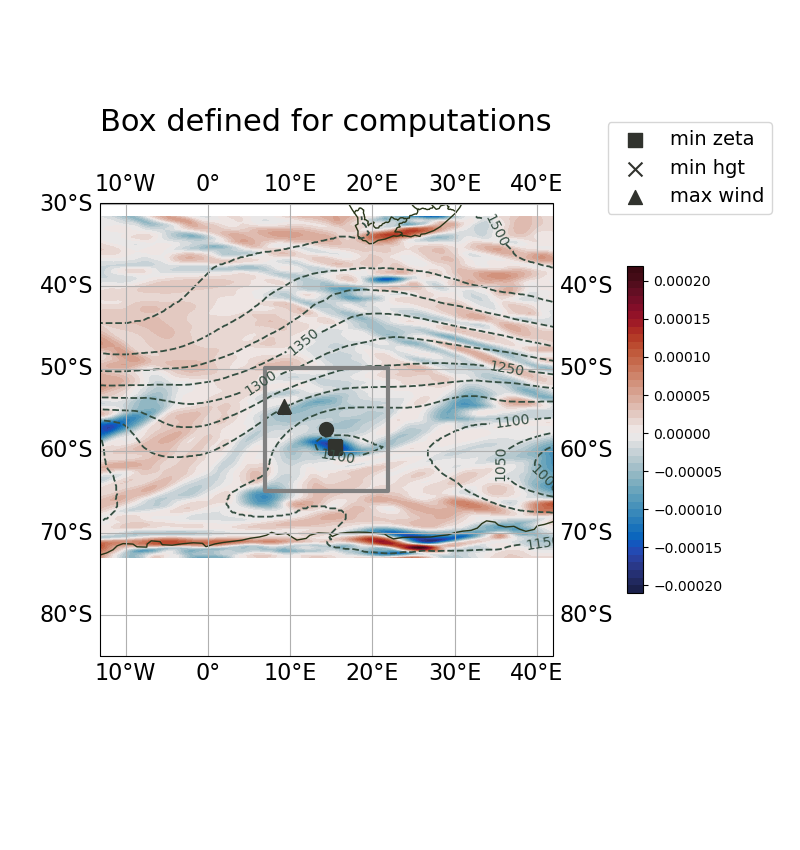 Box defined for computations
min zeta
min hgt
max wind
10°W 0° 10°E 20°E 30°E 40°E
30°S
40°S 40°S
50°S 50°S
60°S 60°S
70°S
80°S 80°S
10°W 0° 10°E 20°E 30°E 40°E
1500
1350
1300
1250
1100
1100
1050
115
0.00020
0.00015
0.00010
0.00005
0.00000
−0.00005
−0.00010
−0.00015
−0.00020